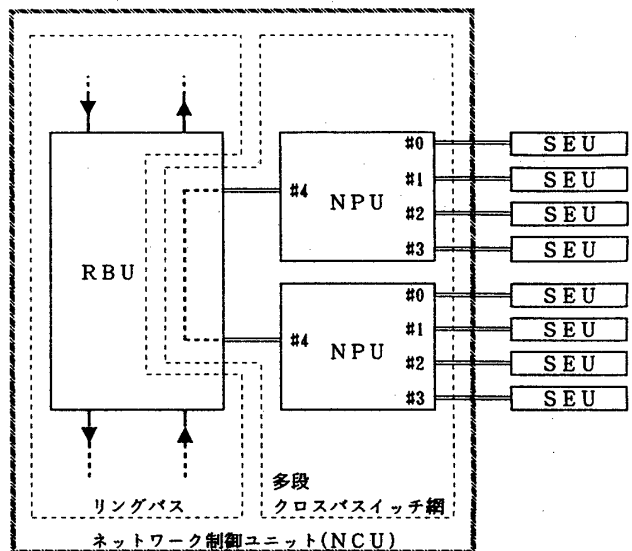 #0 SEU
#4 NPU #1 SEU
#2 SEU
#3 SEU
RBU
#0 SEU
#4 NPU #1 SEU
#2 SEU
#3 SEU
多段
リングバス クロスバスイッチ網
ネットワーク制御ユニット(NCU)